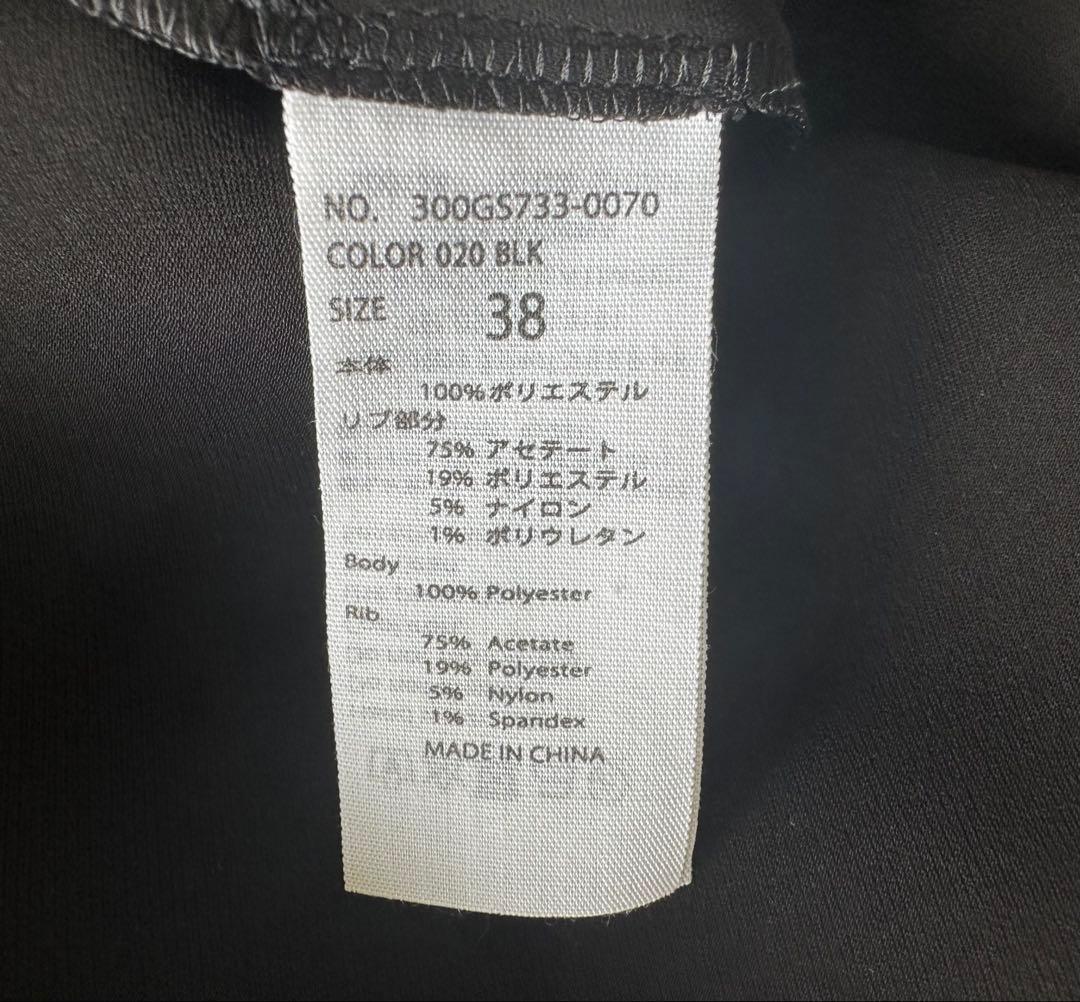 NO. 300GS733-0070
COLOR 020 BLK
SIZE 38
本体
100%ポリエステル
リブ部分
75% アセテート
19% ポリエステル
5% ナイロン
1% ポリウレタン
Body
100% Polyester
Rib
75% Acetate
19% Polyester
5% Nylon
1% Spandex
MADE IN CHINA